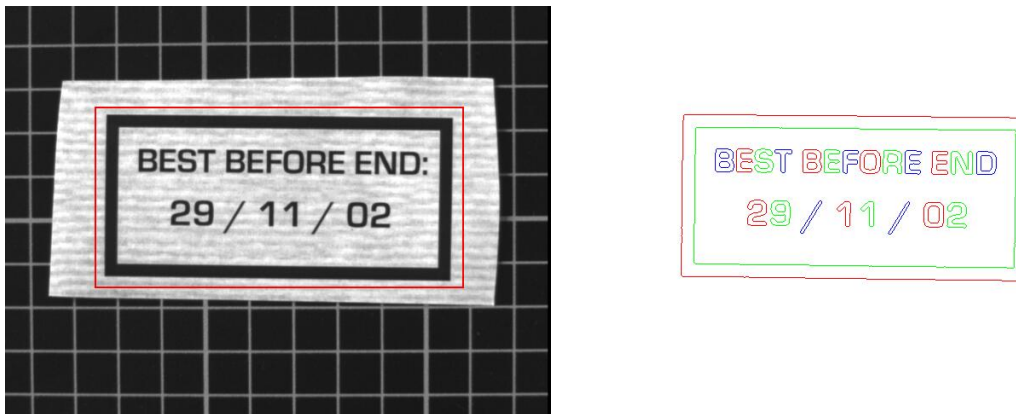 BEST BEFORE END:
29 / 11 / 02
BEST BEFORE END
29 / 11 / 02